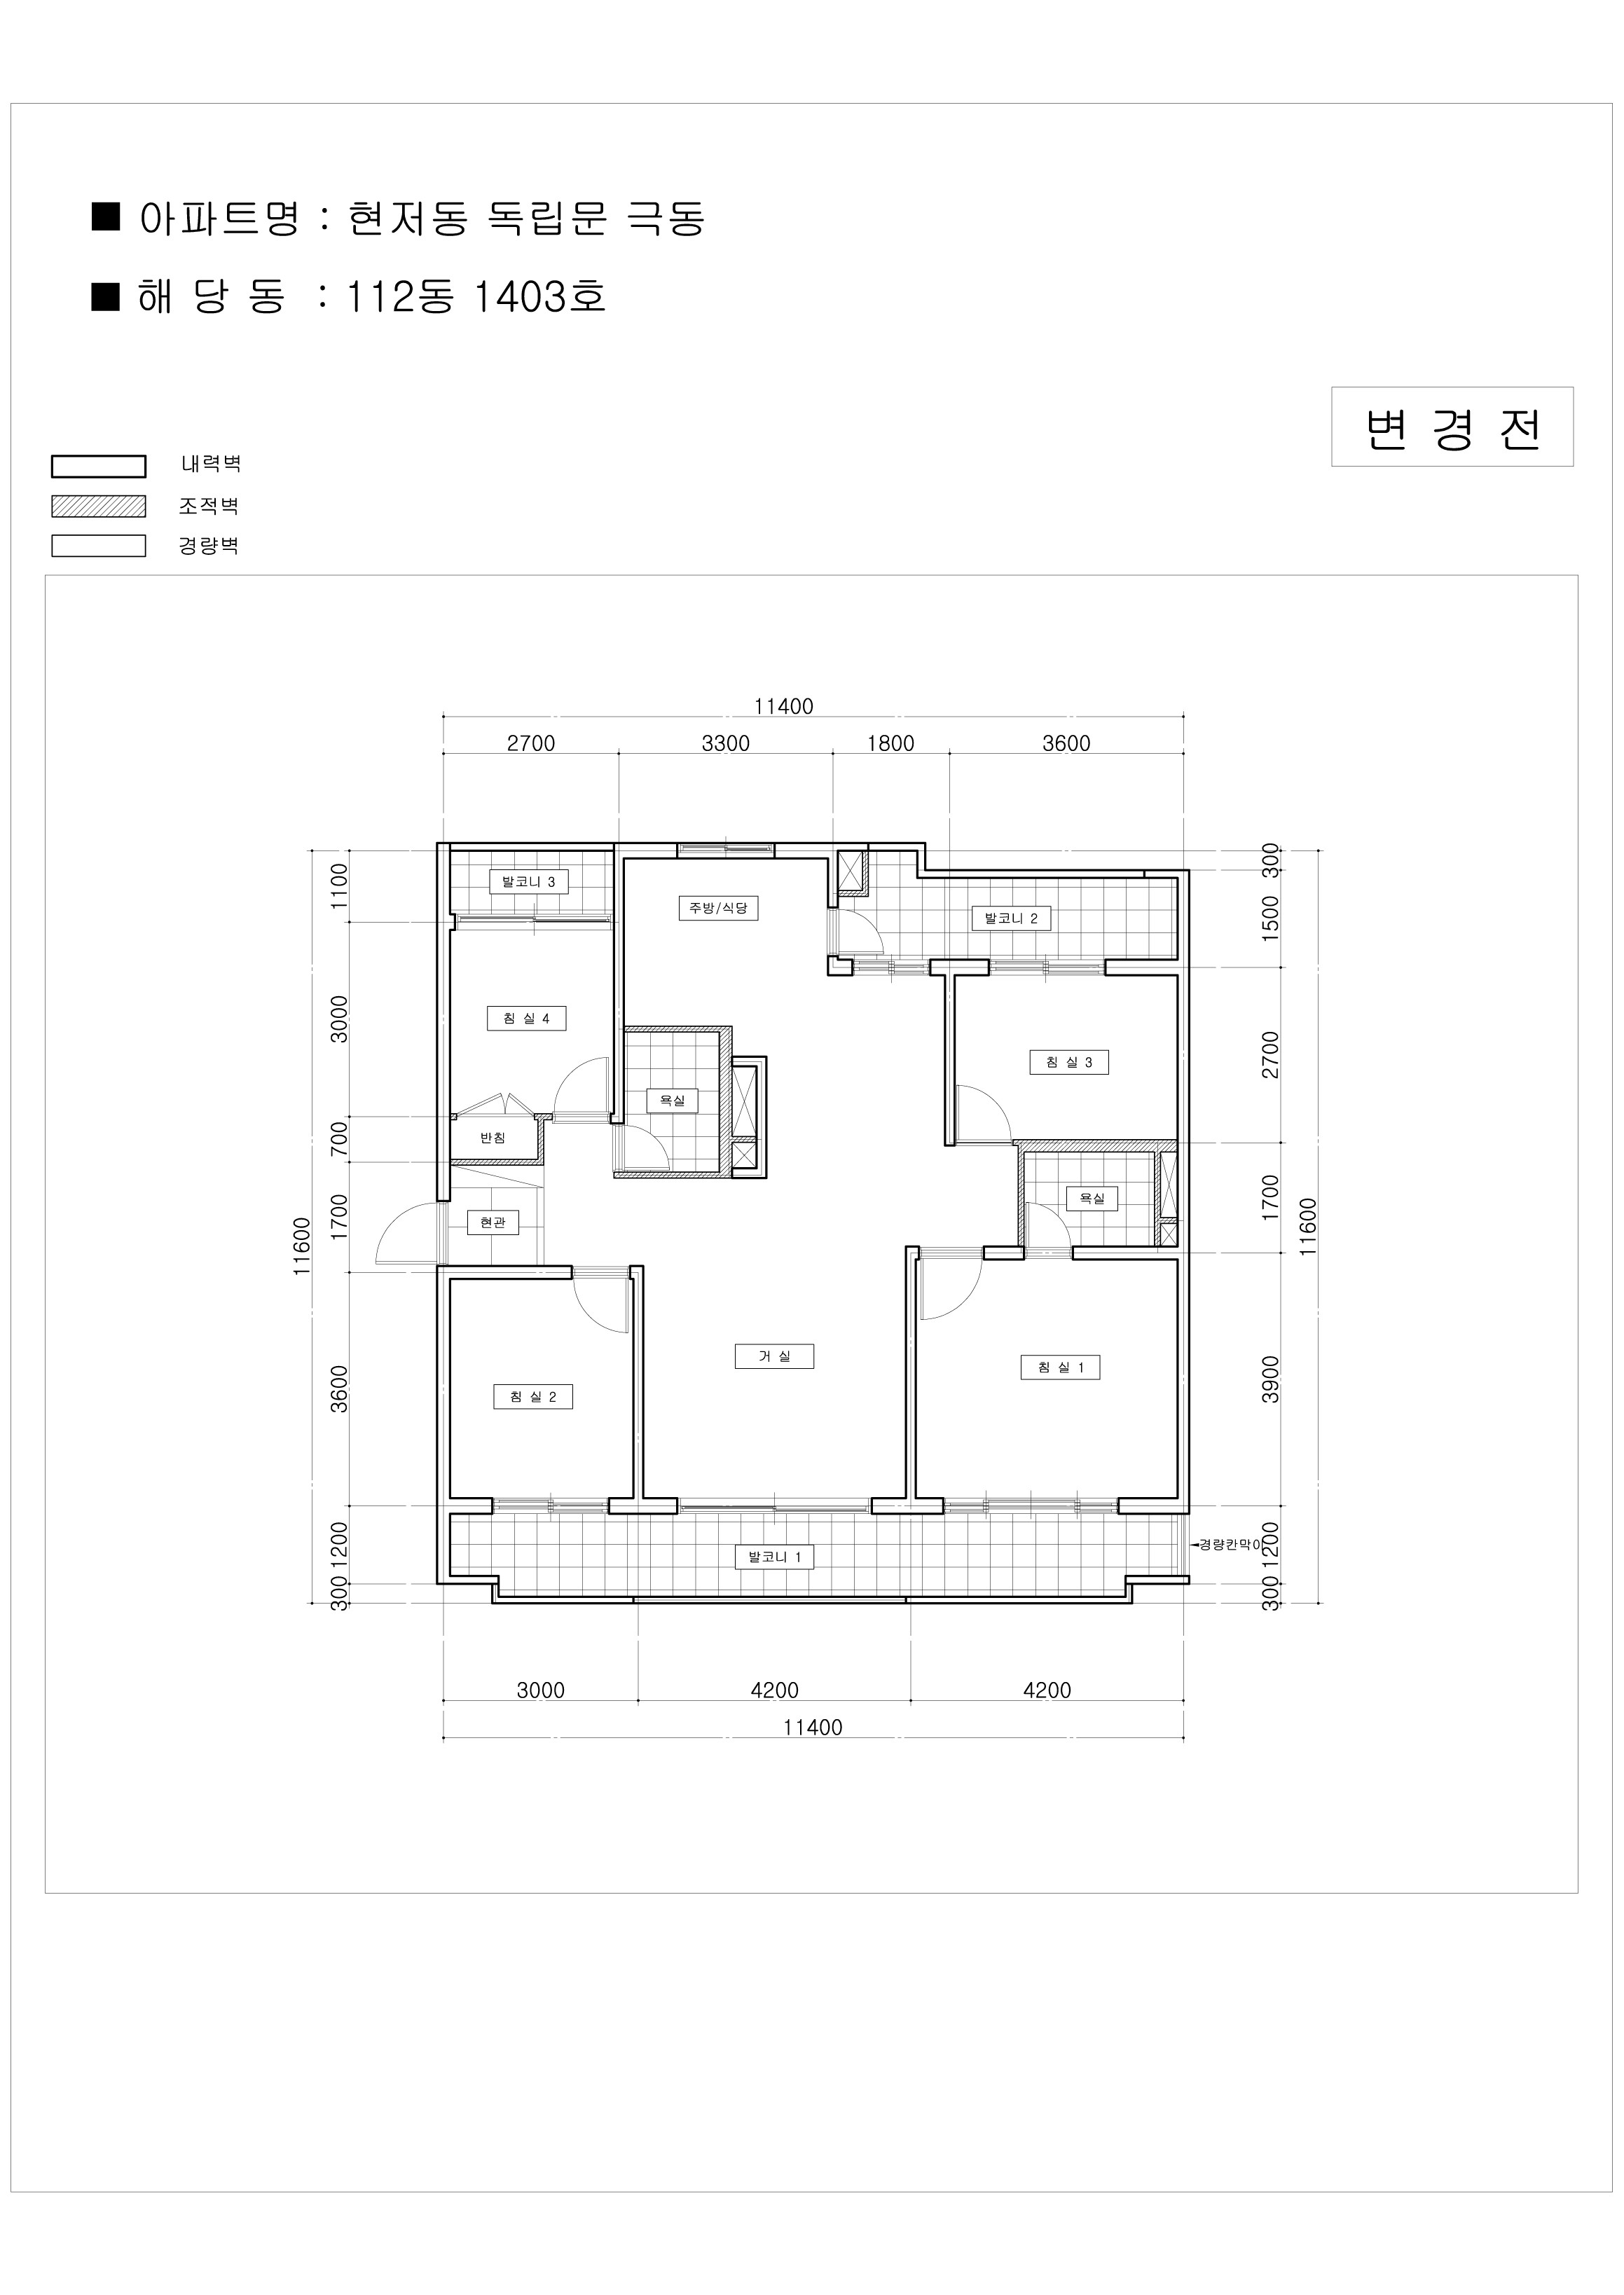 ■ 아파트명 : 현저동 독립문 극동
■ 해 당 동 : 112동 1403호
변 경 전
내력벽
조적벽
경량벽
11400
2700 3300 1800 3600
발코니 3
주방/식당
발코니 2
침 실 4
침 실 3
욕실
반침
욕실
현관
거 실
침 실 1
침 실 2
발코니 1
경량칸막이
1100
3000
700
1700
3600
1200
300
11600
300
1500
2700
1700
3900
1200
300
11600
3000 4200 4200
11400